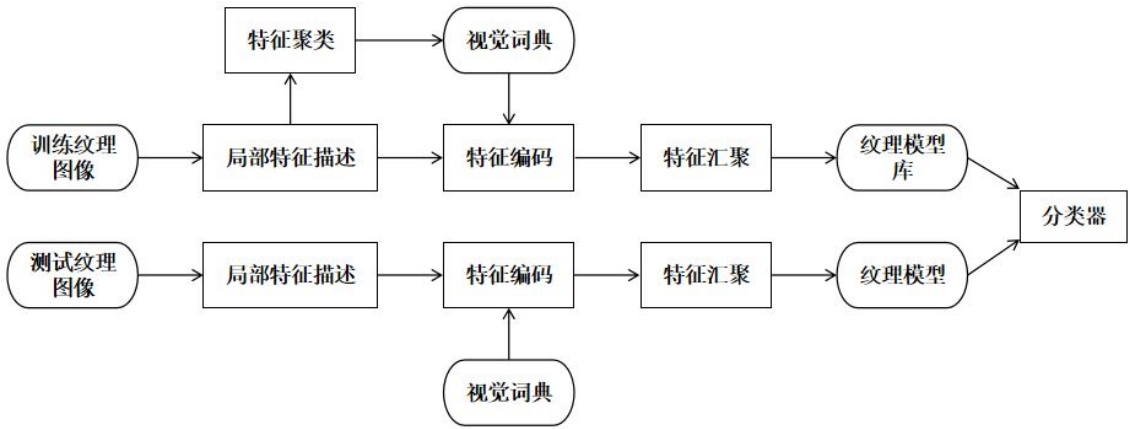 特征聚类
视觉词典
训练纹理
图像
局部特征描述
特征编码
特征汇聚
纹理模型
库
分类器
测试纹理
图像
局部特征描述
特征编码
特征汇聚
纹理模型
视觉词典